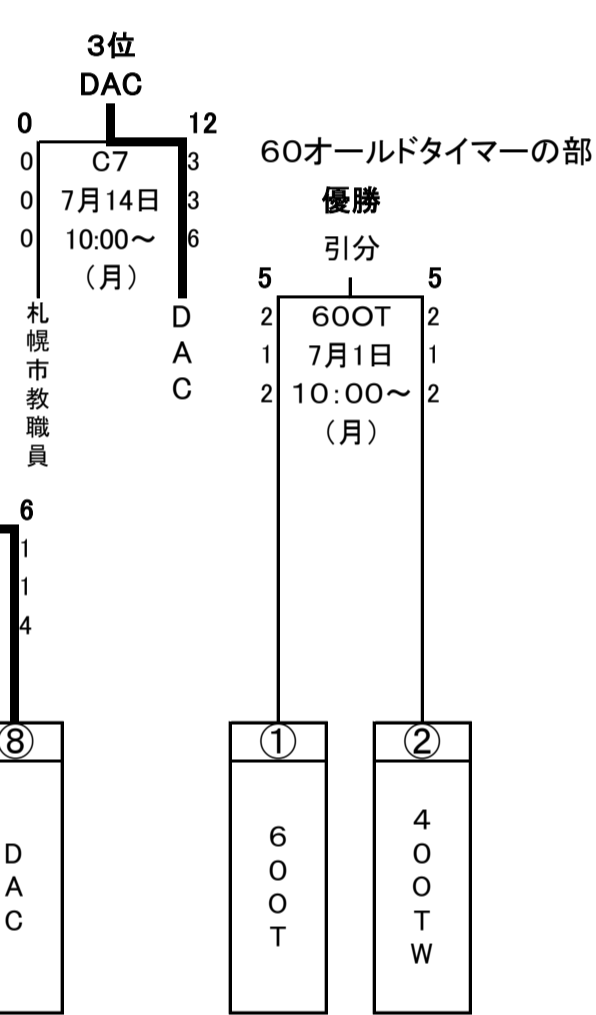 3位
DAC
0 12
0 C7 3
0 7月14日 3
0 10:00～ 6
（月）
札幌市教職員
DAC
60オールドタイマーの部
優勝
引分
5 5
2 60OT 2
1 7月1日 1
2 10:00～ 2
（月）
6
1
1
4
⑧
DAC
①
60OT
②
40OTW